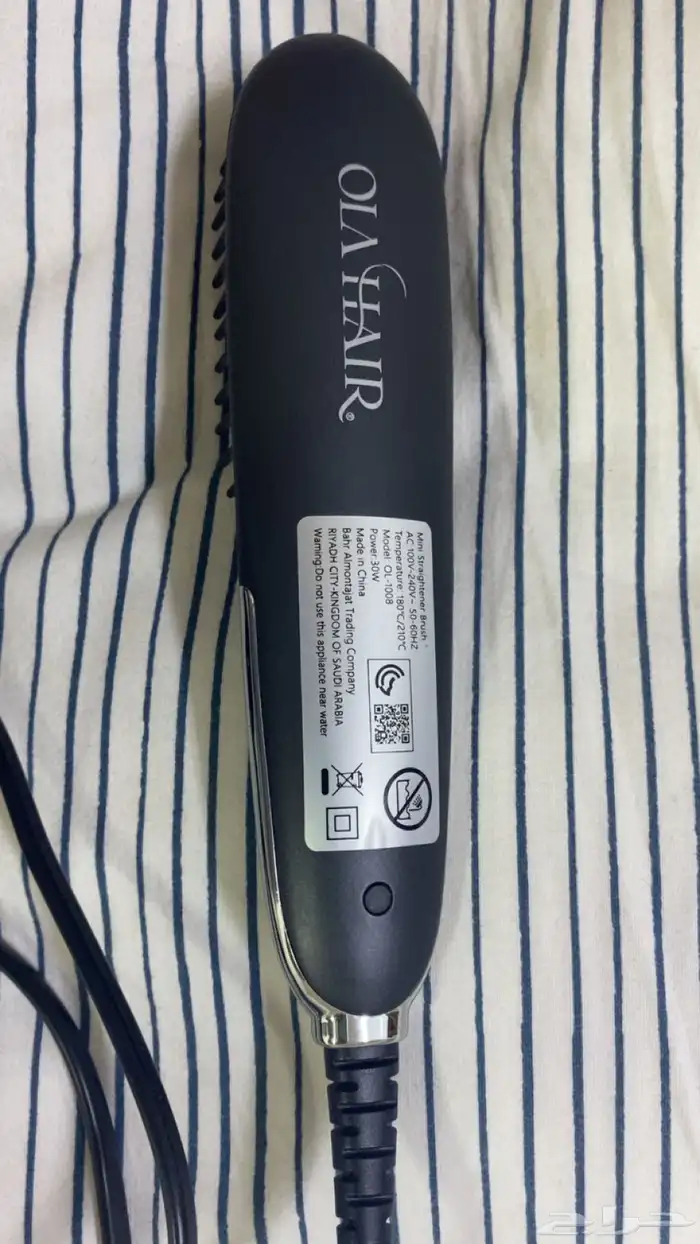 OLA HAIR®
Mini Straightener Brush
AC 100V-240V~ 50-60HZ
Temperature: 180℃/210℃
Model: OL-1008
Power:30W
Made in China
Bahr Almontajat Trading Company
RIYADH CITY-KINGDOM OF SAUDI ARABIA
Warning:Do not use this appliance near water
حراج